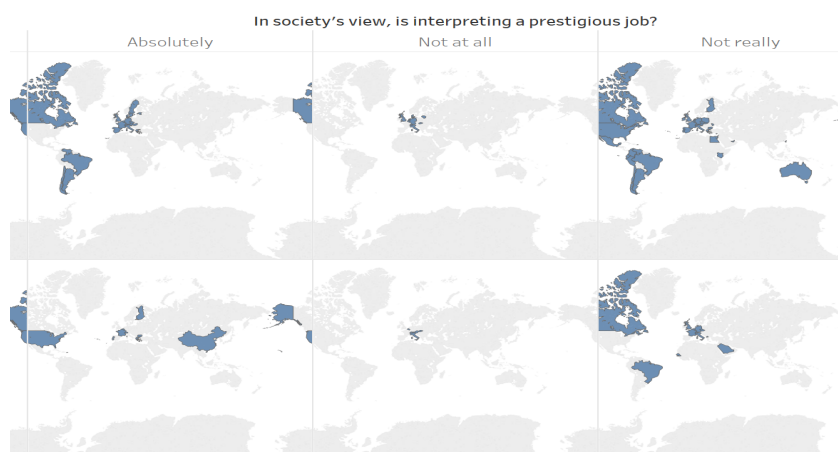 In society's view, is interpreting a prestigious job?
Absolutely
Not at all
Not really